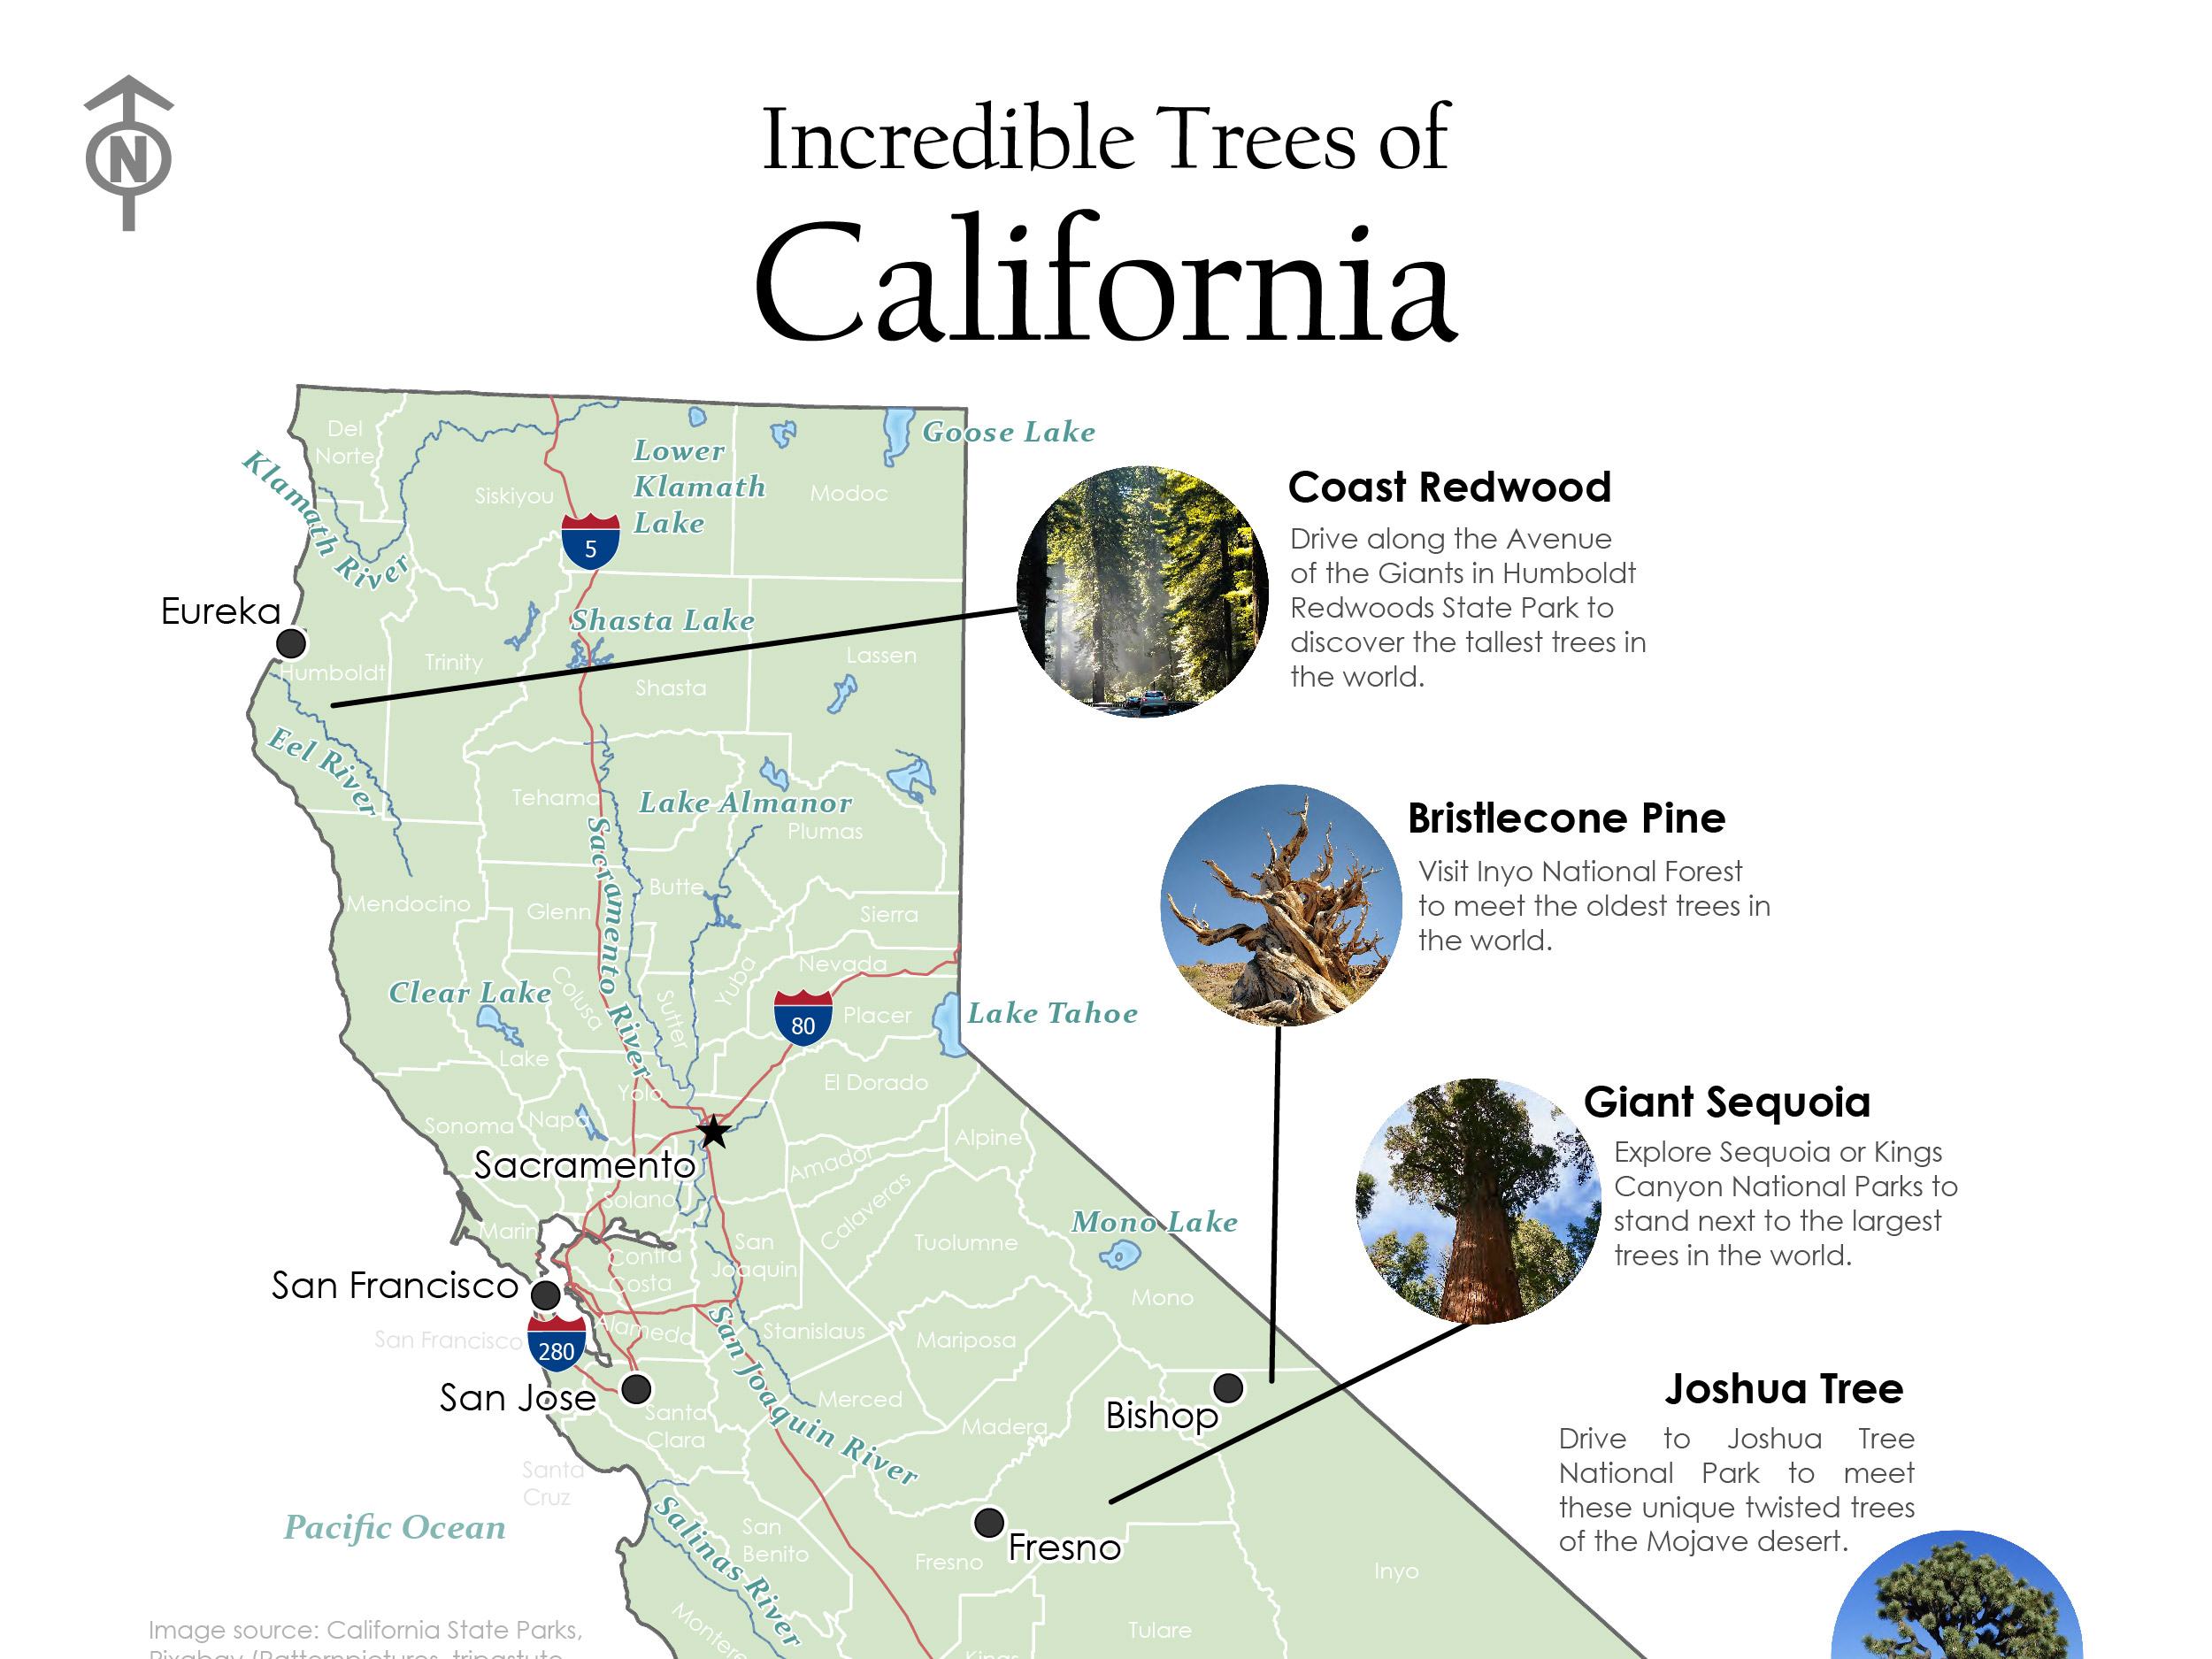 N
Incredible Trees of
California
Del
Norte
Siskiyou
Modoc
Goose Lake
Lower
Klamath
Lake
Klamath River
5
Coast Redwood
Drive along the Avenue
of the Giants in Humboldt
Redwoods State Park to
discover the tallest trees in
the world.
Eureka
Humboldt
Trinity
Shasta Lake
Shasta
Lassen
Eel River
Tehama
Lake Almanor
Plumas
Sacramento River
Butte
Mendocino
Glenn
Sierra
Bristlecone Pine
Visit Inyo National Forest
to meet the oldest trees in
the world.
Clear Lake
Colusa
Sutter
Yuba
Nevada
80
Placer
Lake Tahoe
Lake
Yolo
El Dorado
Sonoma
Napa
Sacramento
Solano
Amador
Alpine
Calaveras
Giant Sequoia
Explore Sequoia or Kings
Canyon National Parks to
stand next to the largest
trees in the world.
Marin
Contra
Costa
San
Joaquin
Tuolumne
Mono Lake
Mono
San Francisco
San Francisco
280
Alameda
Stanislaus
Mariposa
San Joaquin River
San Jose
Santa
Clara
Merced
Madera
Bishop
Joshua Tree
Drive to Joshua Tree
National Park to meet
these unique twisted trees
of the Mojave desert.
Santa
Cruz
Pacific Ocean
Salinas River
San
Benito
Fresno
Fresno
Inyo
Tulare
Kings
Image source: California State Parks,
Pixabay/Patternpictures, tripastute,